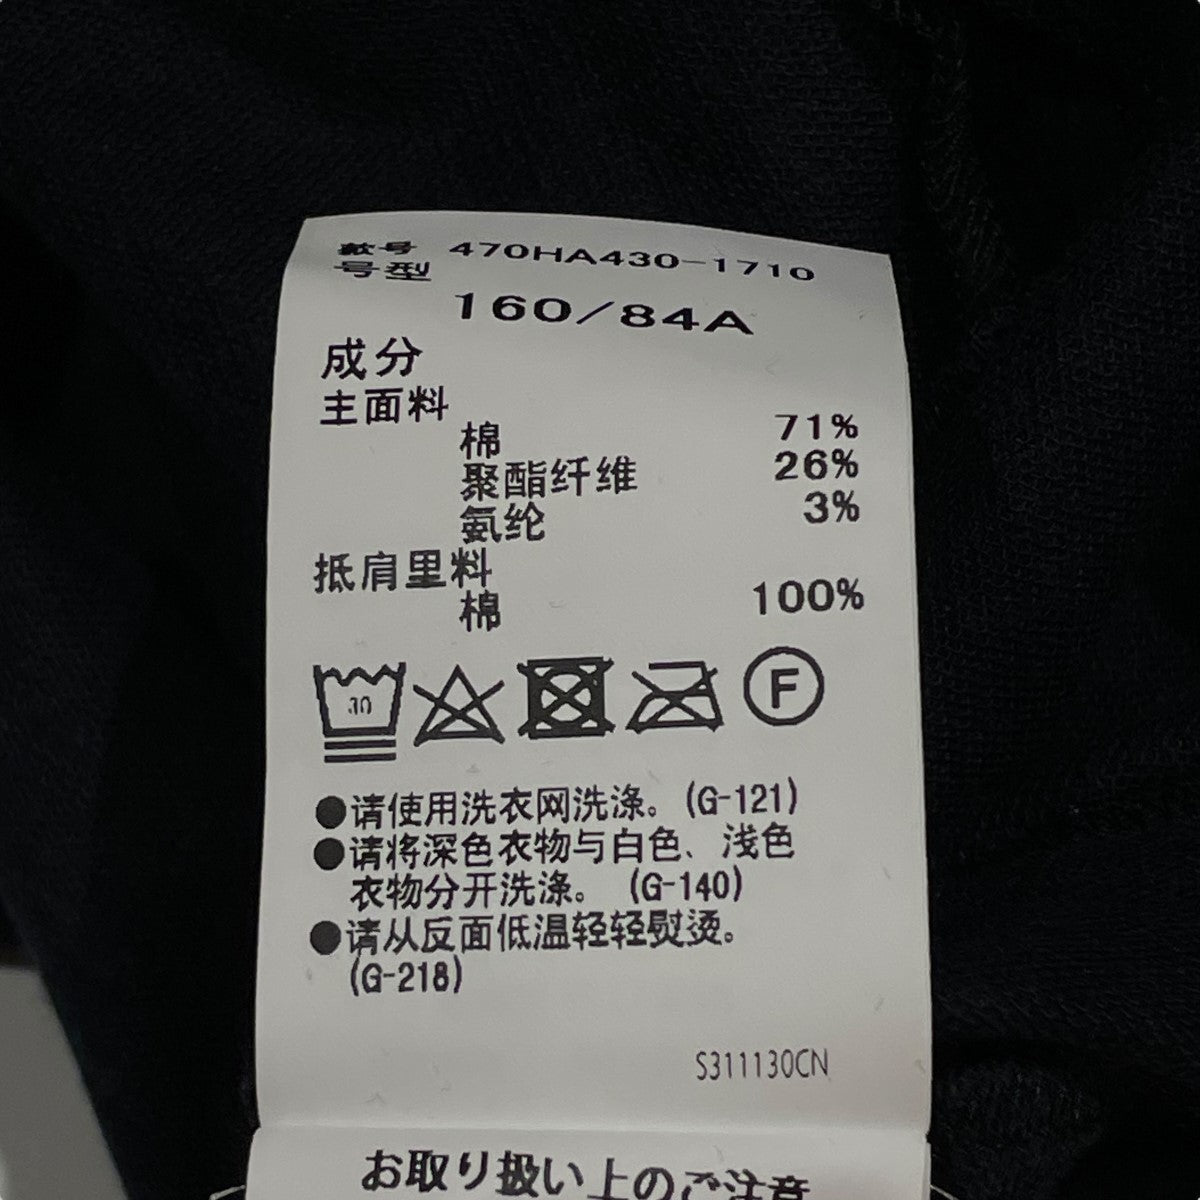 款号 470HA430-1710
号型
160/84A
成分
主面料
棉 71%
聚酯纤维 26%
氨纶 3%
抵肩里料
棉 100%
30
F
●请使用洗衣网洗涤。(G-121)
●请将深色衣物与白色、浅色
衣物分开洗涤。 (G-140)
●请从反面低温轻轻熨烫。
(G-218)
S311130CN
お取り扱い上のご注意